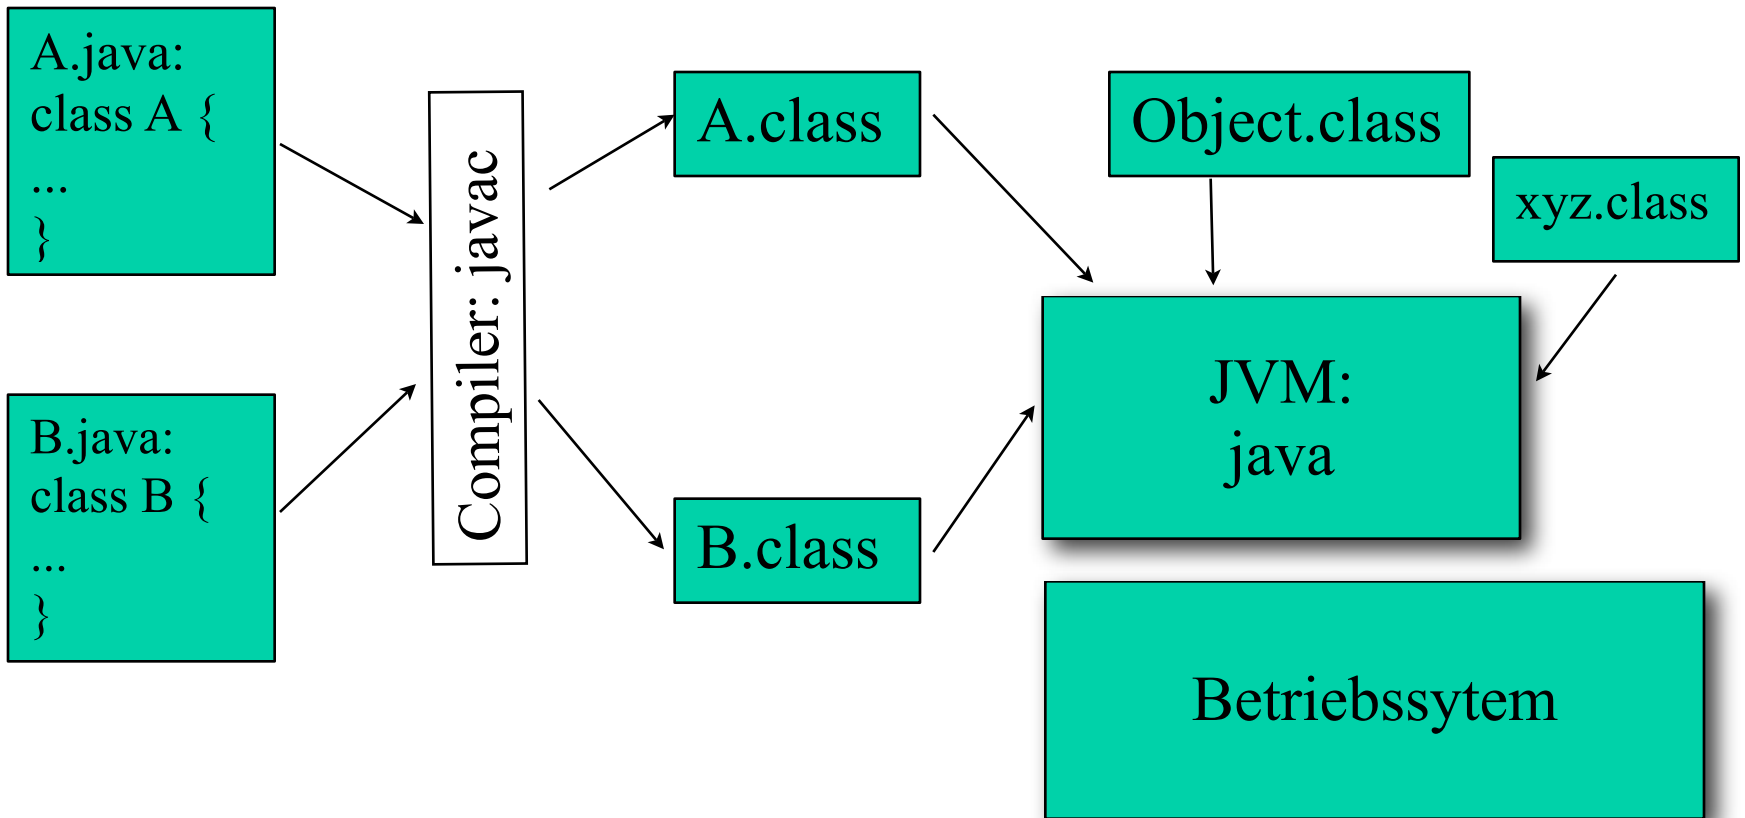 A.java:
class A {
...
}
B.java:
class B {
...
}
Compiler: javac
A.class
B.class
Object.class
xyz.class
JVM:
java
Betriebssytem